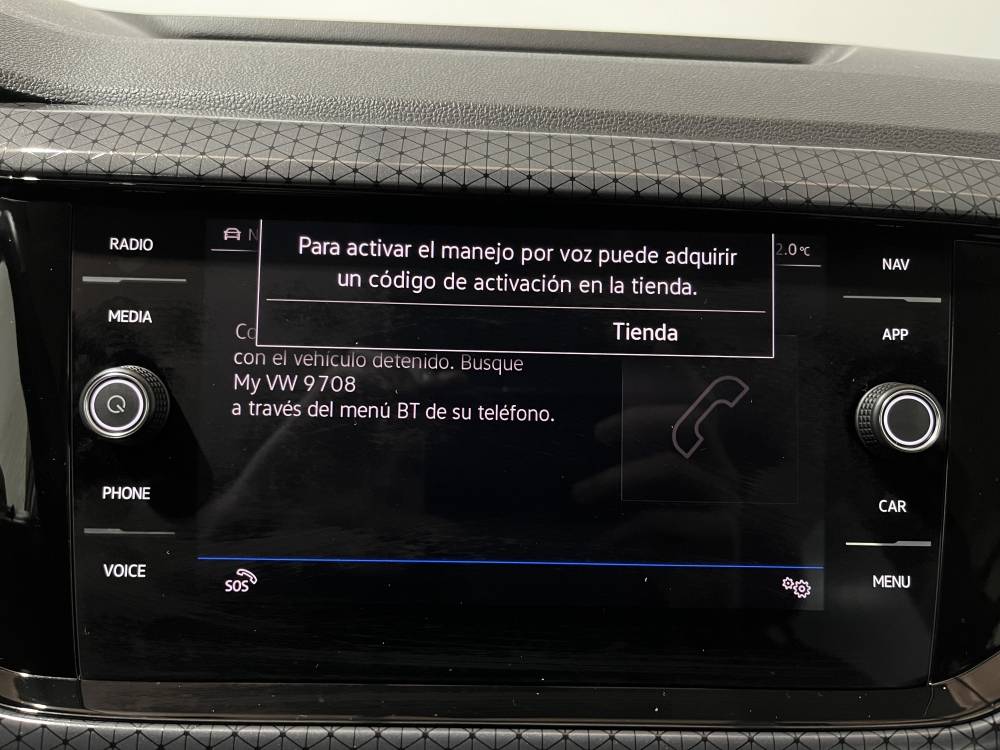 RADIO
MEDIA
PHONE
VOICE
Para activar el manejo por voz puede adquirir
un código de activación en la tienda.
Tienda
2.0 °C
con el vehículo detenido. Busque
My VW 9708
a través del menú BT de su teléfono.
SOS
NAV
APP
CAR
MENU